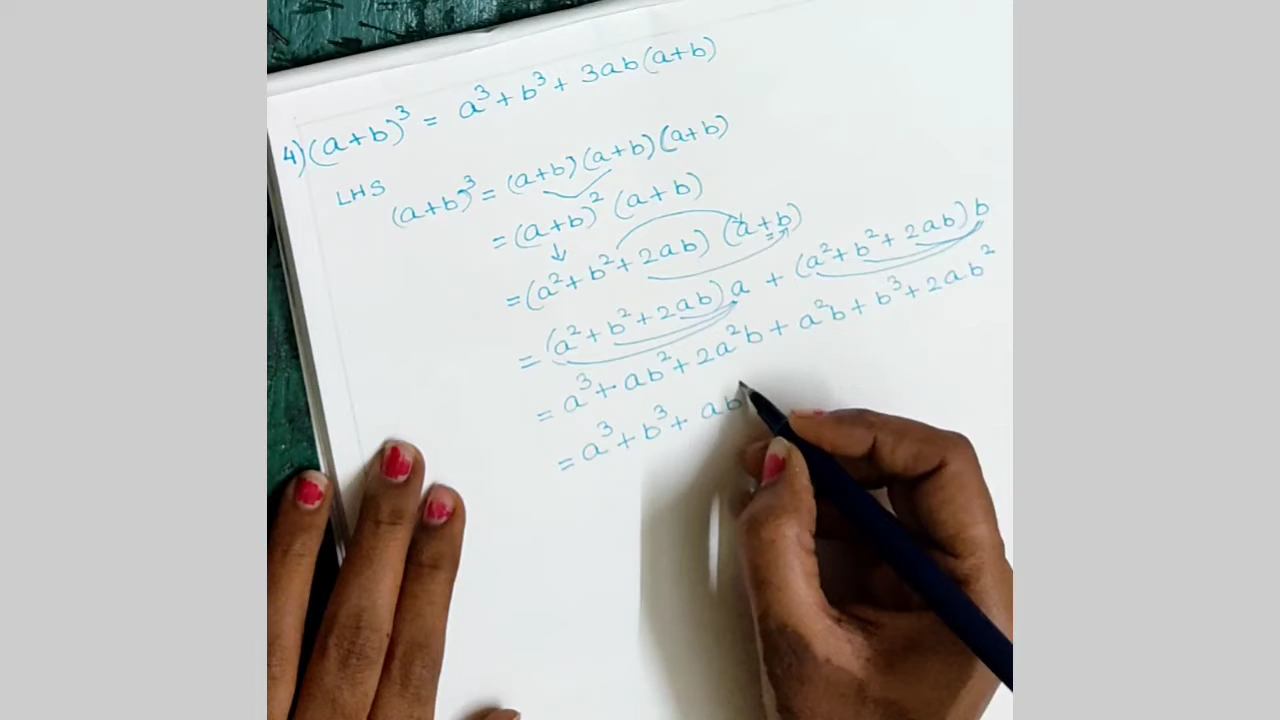 4) (a+b)³ = a³ + b³ + 3ab(a+b)
LHS (a+b)³ = (a+b)(a+b)(a+b)
= (a+b)² (a+b)
= (a² + b² + 2ab) (a+b)
= (a² + b² + 2ab)a + (a² + b² + 2ab)b
= a³ + ab² + 2a²b + a²b + b³ + 2ab²
= a³ + b³ + ab